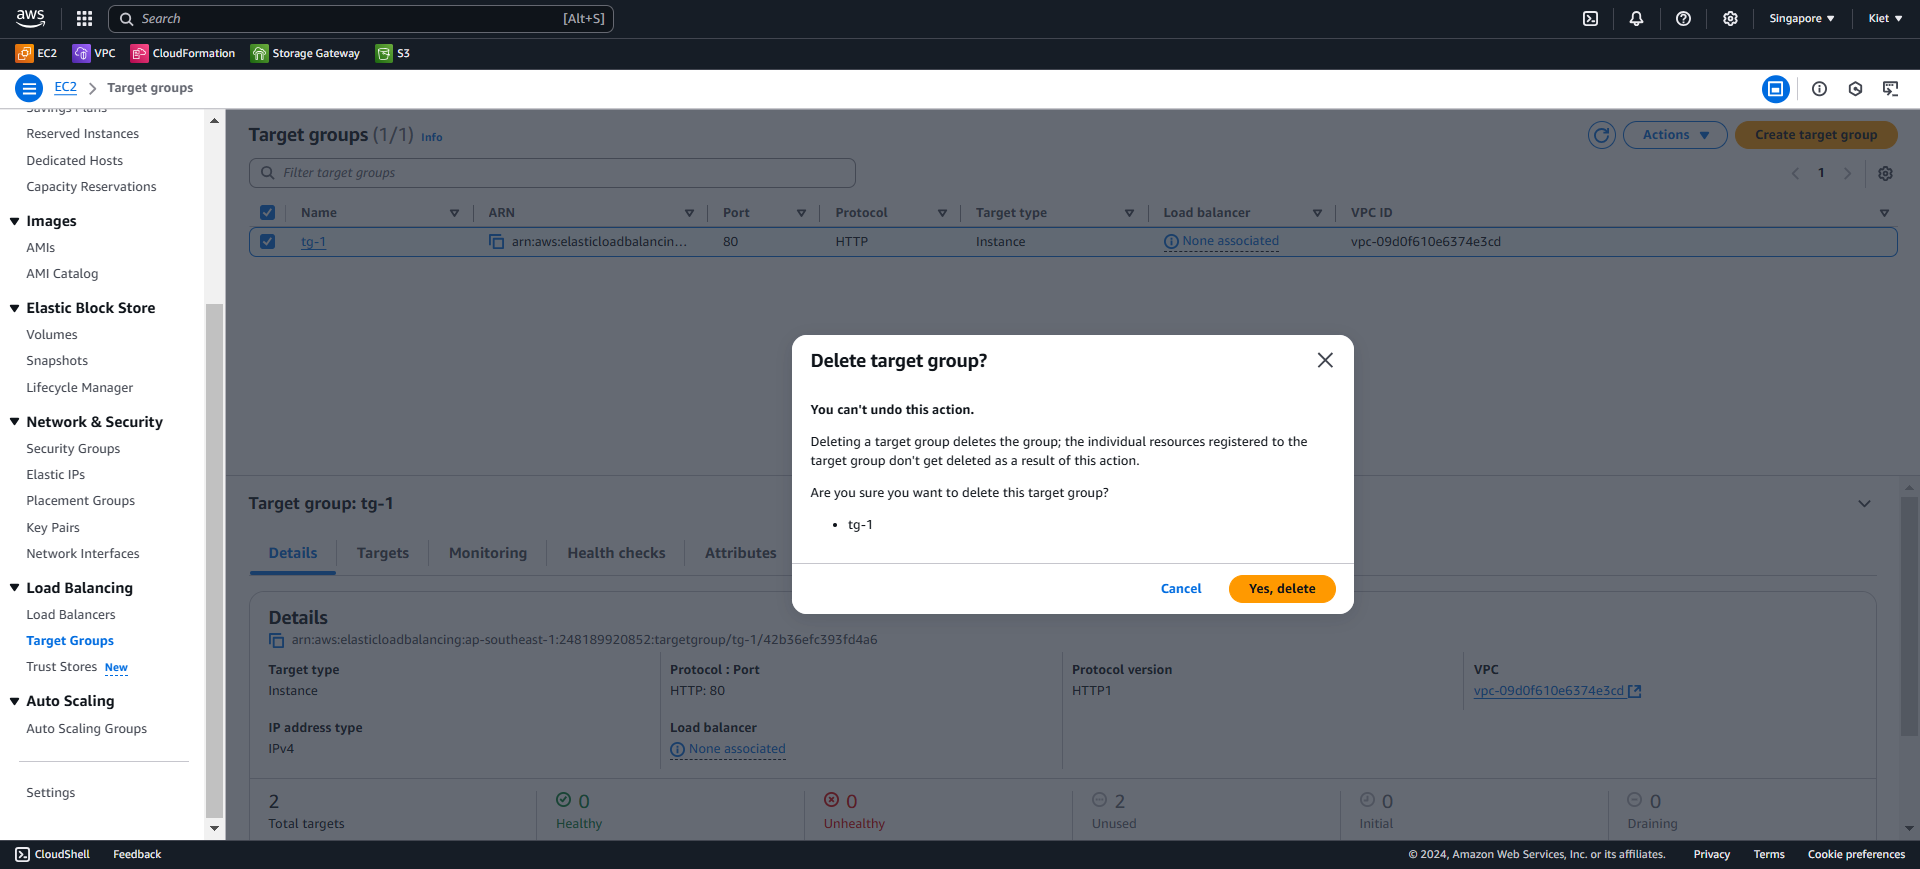 aws
Search
[Alt+S]
Singapore
Kiet
EC2
VPC
CloudFormation
Storage Gateway
S3
EC2
Target groups
Savings Plans
Reserved Instances
Dedicated Hosts
Capacity Reservations
Images
AMIs
AMI Catalog
Elastic Block Store
Volumes
Snapshots
Lifecycle Manager
Network & Security
Security Groups
Elastic IPs
Placement Groups
Key Pairs
Network Interfaces
Load Balancing
Load Balancers
Target Groups
Trust Stores New
Auto Scaling
Auto Scaling Groups
Settings
Target groups (1/1) Info
Actions
Create target group
Filter target groups
1
Name
ARN
Port
Protocol
Target type
Load balancer
VPC ID
tg-1
arn:aws:elasticloadbalancin...
80
HTTP
Instance
None associated
vpc-09d0f610e6374e3cd
Delete target group?
You can't undo this action.
Deleting a target group deletes the group; the individual resources registered to the
target group don't get deleted as a result of this action.
Are you sure you want to delete this target group?
• tg-1
Cancel
Yes, delete
Target group: tg-1
Details
Targets
Monitoring
Health checks
Attributes
Details
arn:aws:elasticloadbalancing:ap-southeast-1:248189920852:targetgroup/tg-1/42b36efc393fd4a6
Target type
Instance
Protocol : Port
HTTP: 80
Protocol version
HTTP1
VPC
vpc-09d0f610e6374e3cd
IP address type
IPv4
Load balancer
None associated
2
Total targets
0
Healthy
0
Unhealthy
2
Unused
0
Initial
0
Draining
CloudShell
Feedback
© 2024, Amazon Web Services, Inc. or its affiliates.
Privacy
Terms
Cookie preferences